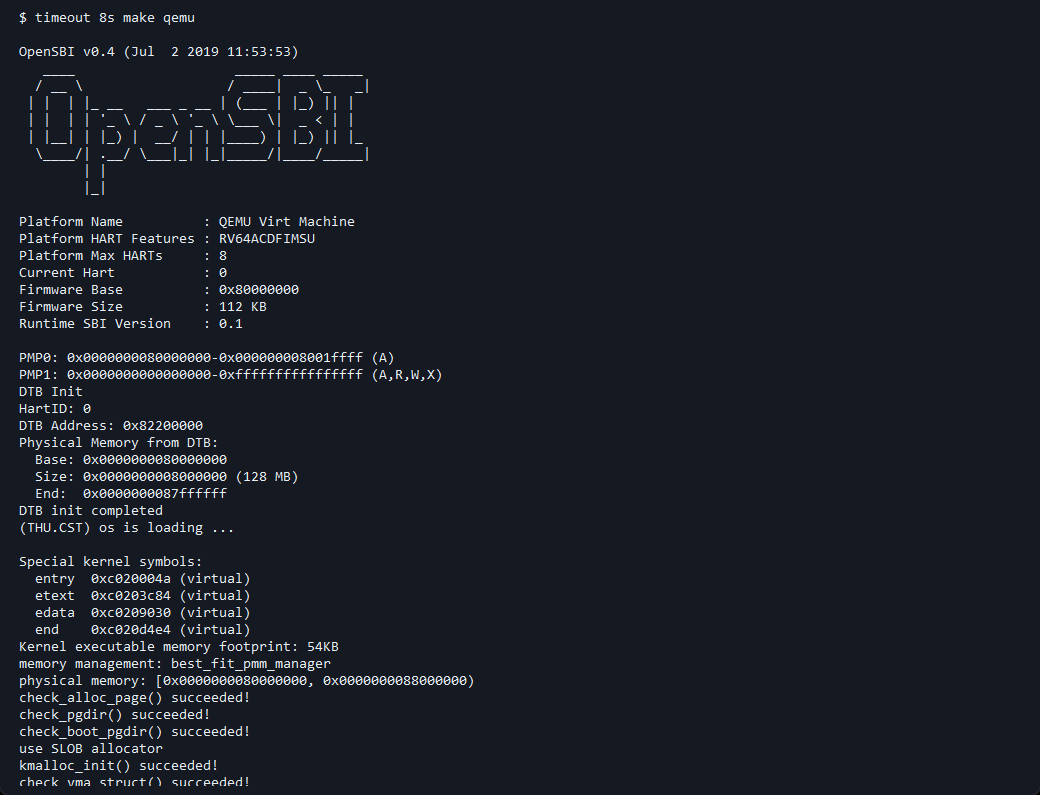 $ timeout 8s make qemu

OpenSBI v0.4 (Jul  2 2019 11:53:53)
   ____                    _____ ____ _____
  / __ \                  / ____|  _ \_   _|
 | |  | |_ __   ___ _ __ | (___ | |_) || |
 | |  | | '_ \ / _ \ '_ \ \___ \|  _ < | |
 | |__| | |_) |  __/ | | |____) | |_) || |_
  \____/| .__/ \___|_| |_|_____/|____/_____|
        | |
        |_|

Platform Name          : QEMU Virt Machine
Platform HART Features : RV64ACDFIMSU
Platform Max HARTs     : 8
Current Hart           : 0
Firmware Base          : 0x80000000
Firmware Size          : 112 KB
Runtime SBI Version    : 0.1

PMP0: 0x0000000080000000-0x000000008001ffff (A)
PMP1: 0x0000000000000000-0xffffffffffffffff (A,R,W,X)
DTB Init
HartID: 0
DTB Address: 0x82200000
Physical Memory from DTB:
  Base: 0x0000000080000000
  Size: 0x0000000008000000 (128 MB)
  End:  0x0000000087ffffff
DTB init completed
(THU.CST) os is loading ...

Special kernel symbols:
  entry  0xc020004a (virtual)
  etext  0xc0203c84 (virtual)
  edata  0xc0209030 (virtual)
  end    0xc020d4e4 (virtual)
Kernel executable memory footprint: 54KB
memory management: best_fit_pmm_manager
physical memory: [0x0000000080000000, 0x0000000088000000)
check_alloc_page() succeeded!
check_pgdir() succeeded!
check_boot_pgdir() succeeded!
use SLOB allocator
kmalloc_init() succeeded!
check_vma_struct() succeeded!